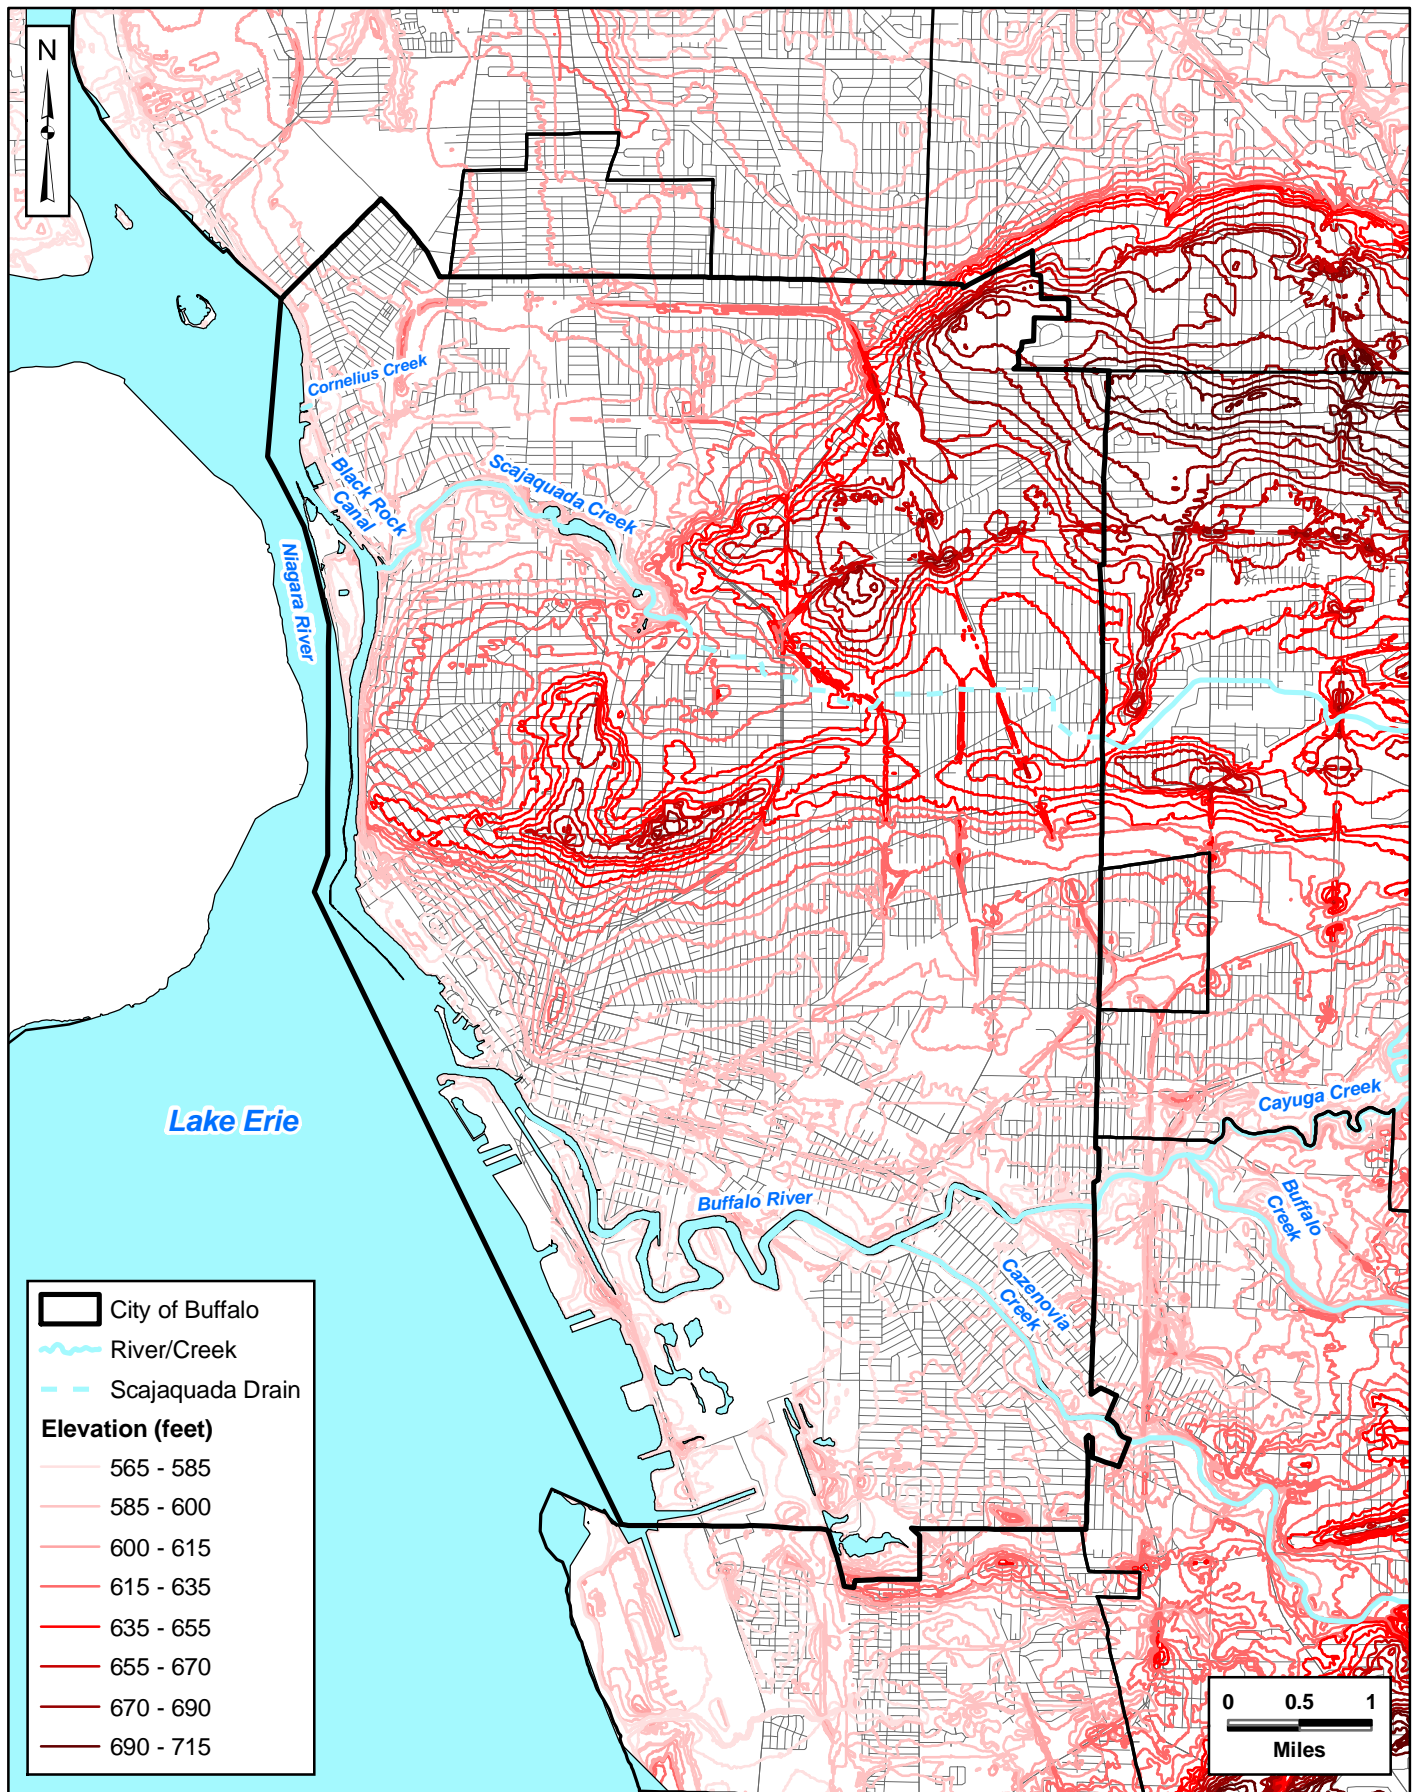 N
Cornelius Creek
Black Rock
Canal
Scajaquada Creek
Niagara River
Lake Erie
Cayuga Creek
Buffalo
Creek
Buffalo River
Cazenovia
Creek
City of Buffalo
River/Creek
Scajaquada Drain
Elevation (feet)
565 - 585
585 - 600
600 - 615
615 - 635
635 - 655
655 - 670
670 - 690
690 - 715
0 0.5 1
Miles